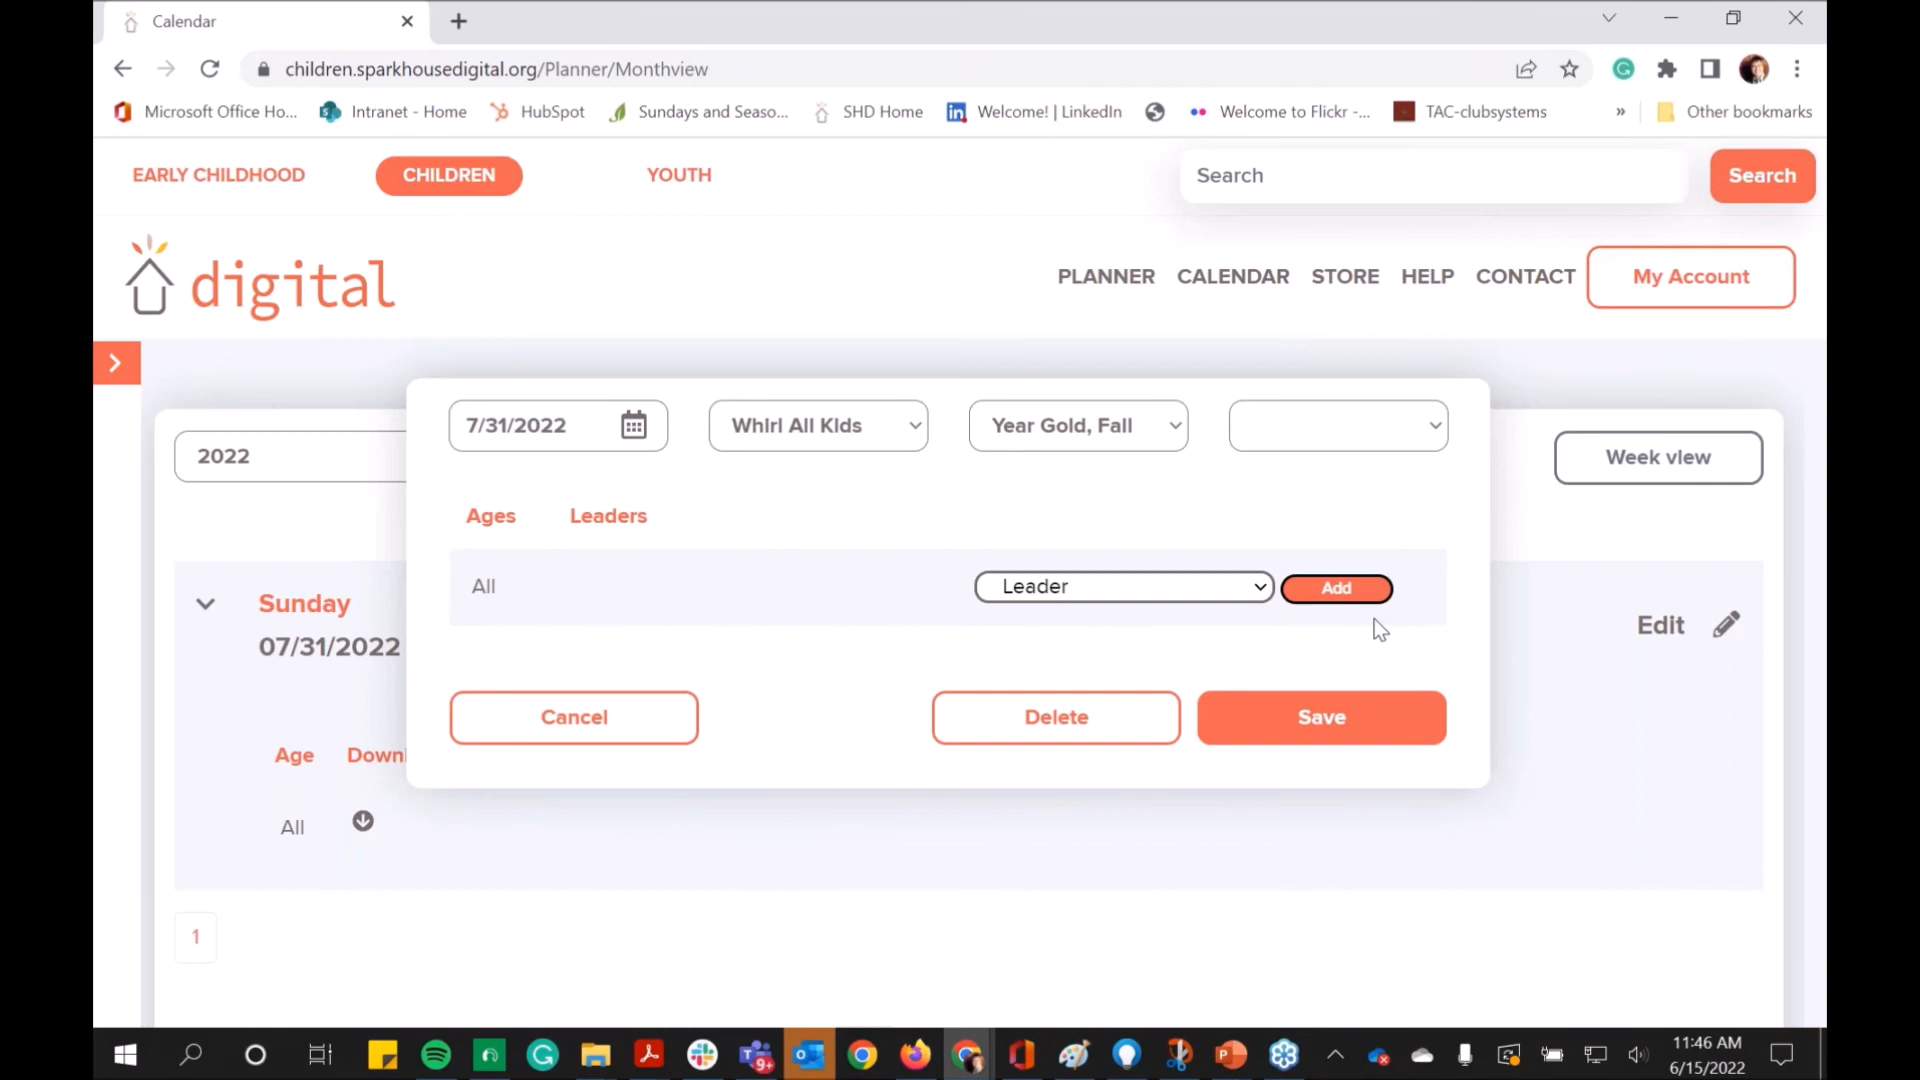 Calendar
children.sparkhousedigital.org/Planner/Monthview
Microsoft Office Ho... Intranet - Home HubSpot Sundays and Seaso... SHD Home Welcome! | LinkedIn Welcome to Flickr -... TAC-clubsystems » Other bookmarks
EARLY CHILDHOOD CHILDREN YOUTH Search Search
digital PLANNER CALENDAR STORE HELP CONTACT My Account
7/31/2022 Whirl All Kids Year Gold, Fall
2022 Week view
Ages Leaders
All Leader Add
Sunday
07/31/2022 Edit
Cancel Delete Save
Age Downl
All
1
9+
11:46 AM
6/15/2022